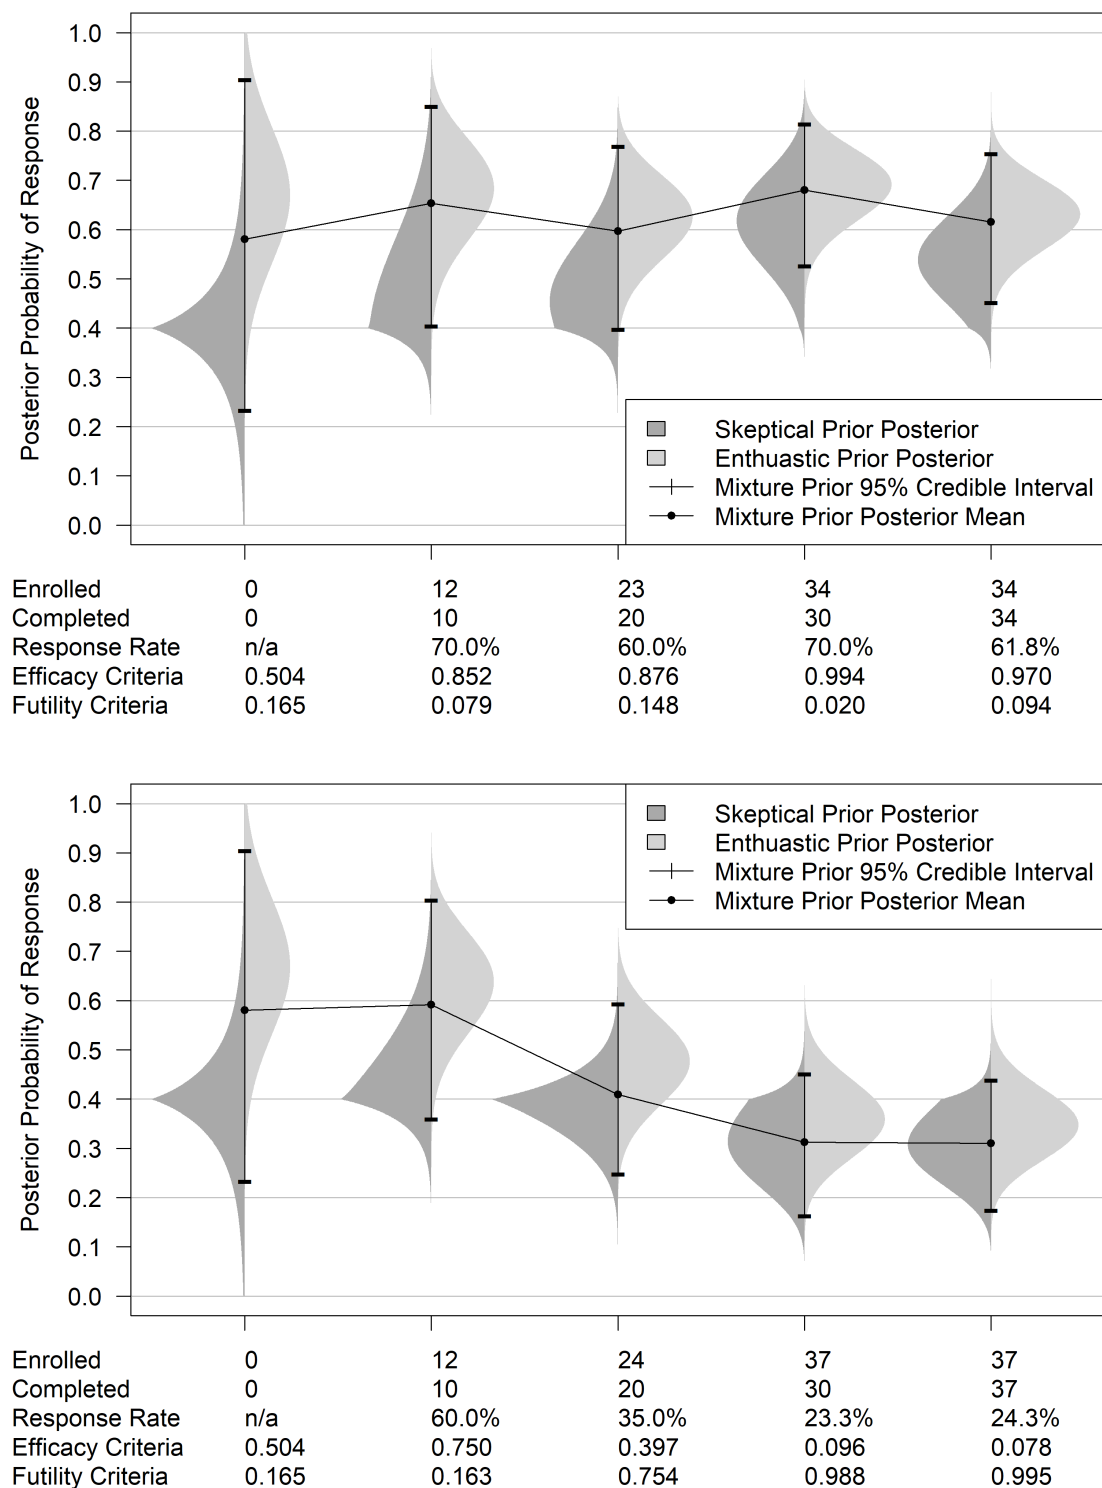 Posterior Probability of Response
1.0
0.9
0.8
0.7
0.6
0.5
0.4
0.3
0.2
0.1
0.0
Skeptical Prior Posterior
Enthuastic Prior Posterior
Mixture Prior 95% Credible Interval
Mixture Prior Posterior Mean
Enrolled 0 12 23 34 34
Completed 0 10 20 30 34
Response Rate n/a 70.0% 60.0% 70.0% 61.8%
Efficacy Criteria 0.504 0.852 0.876 0.994 0.970
Futility Criteria 0.165 0.079 0.148 0.020 0.094
Posterior Probability of Response
1.0
0.9
0.8
0.7
0.6
0.5
0.4
0.3
0.2
0.1
0.0
Skeptical Prior Posterior
Enthuastic Prior Posterior
Mixture Prior 95% Credible Interval
Mixture Prior Posterior Mean
Enrolled 0 12 24 37 37
Completed 0 10 20 30 37
Response Rate n/a 60.0% 35.0% 23.3% 24.3%
Efficacy Criteria 0.504 0.750 0.397 0.096 0.078
Futility Criteria 0.165 0.163 0.754 0.988 0.995